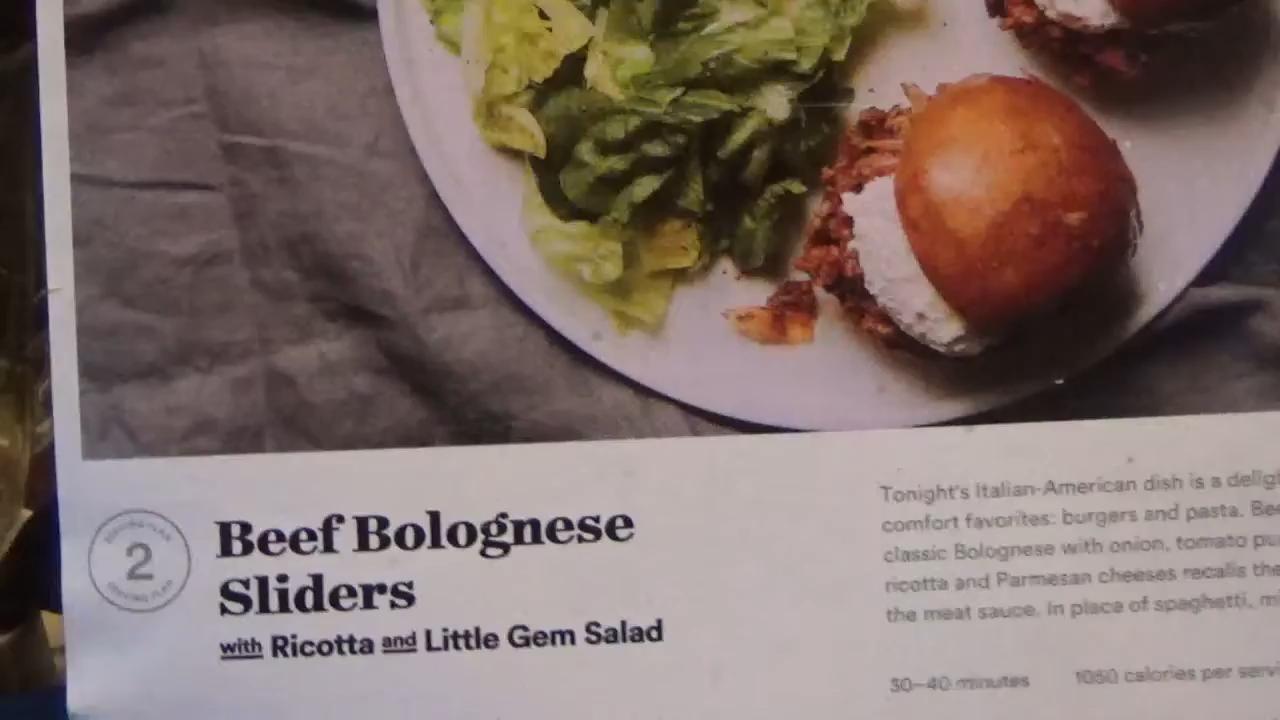 2
Beef Bolognese
Sliders
with Ricotta and Little Gem Salad
Tonight's Italian-American dish is a
comfort favorites: burgers and pasta.
classic Bolognese with onion, tomato
ricotta and Parmesan cheeses recalls
the meat sauce. In place of spaghetti,
30–40 minutes
1050 calories per